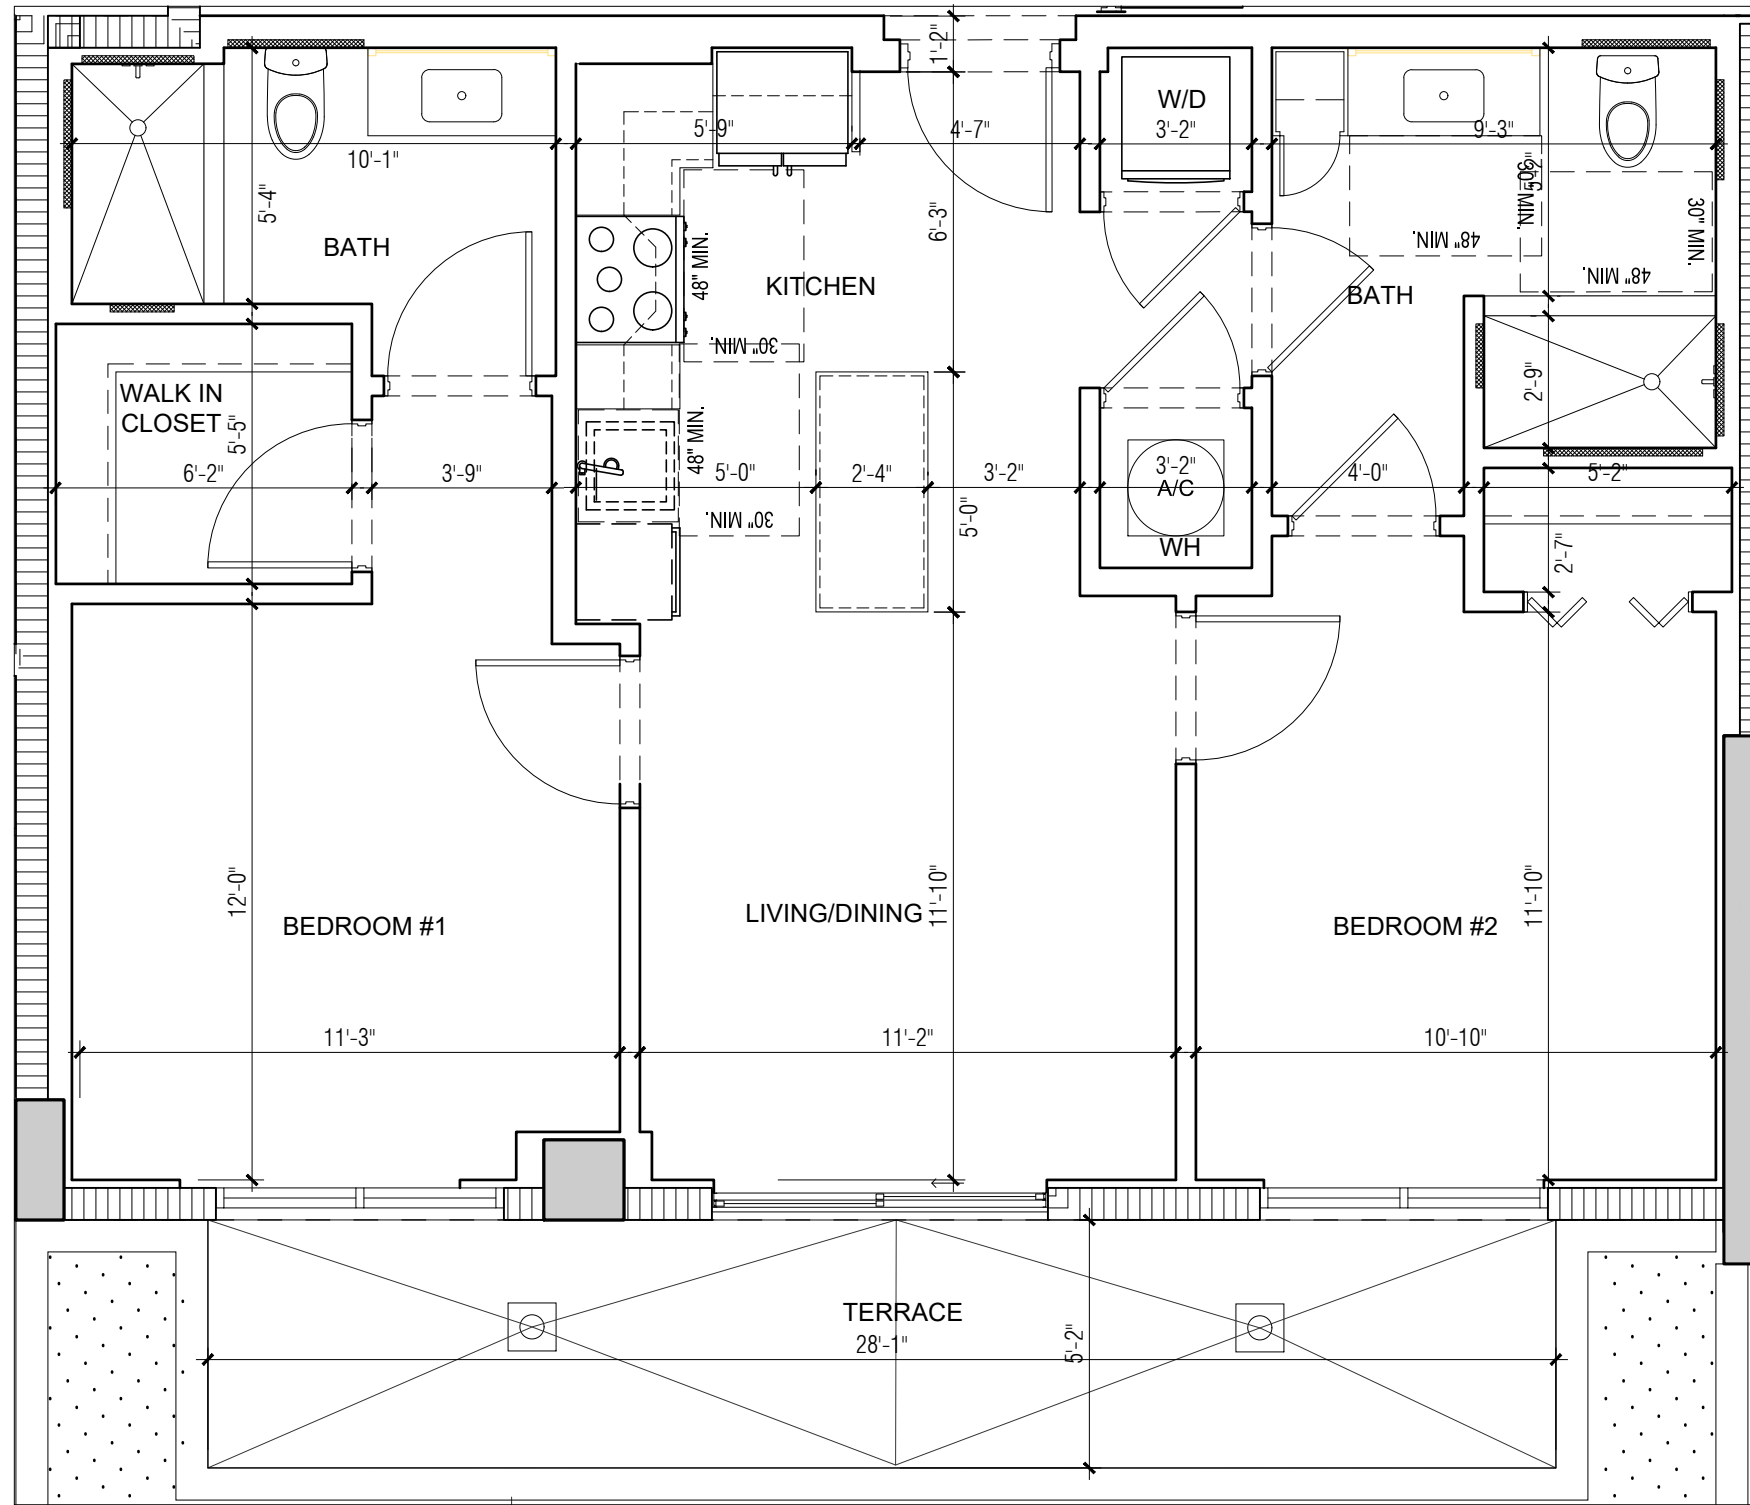 1'-2"
W/D
5'-9"
4'-7"
3'-2"
9'-3"
10'-1"
5'-4"
6'-3"
30" MIN.
30" MIN.
48" MIN.
48" MIN.
BATH
48" MIN.
KITCHEN
BATH
30" MIN.
2'-9"
WALK IN
CLOSET
5'-5"
48" MIN.
6'-2"
3'-9"
5'-0"
2'-4"
3'-2"
3'-2"
A/C
4'-0"
5'-2"
30" MIN.
5'-0"
WH
2'-7"
12'-0"
11'-10"
11'-10"
BEDROOM #1
LIVING/DINING
BEDROOM #2
11'-3"
11'-2"
10'-10"
TERRACE
28'-1"
5'-2"